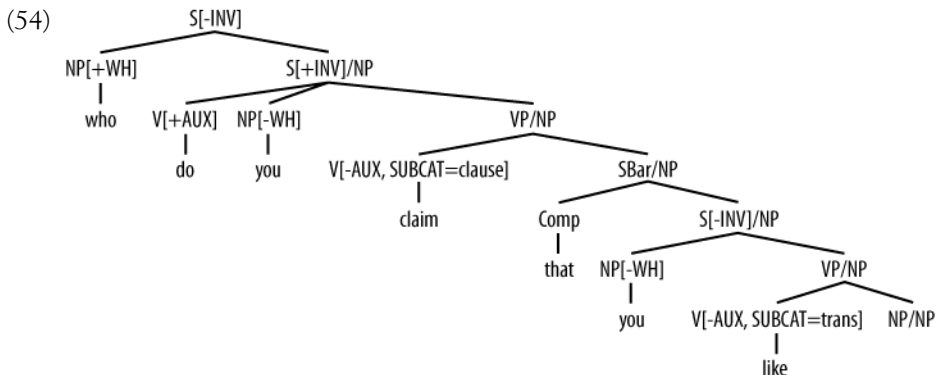 (54)
S[-INV]
NP[+WH] S[+INV]/NP
who V[+AUX] NP[-WH] VP/NP
do you V[-AUX, SUBCAT=clause] SBar/NP
claim Comp S[-INV]/NP
that NP[-WH] VP/NP
you V[-AUX, SUBCAT=trans] NP/NP
like